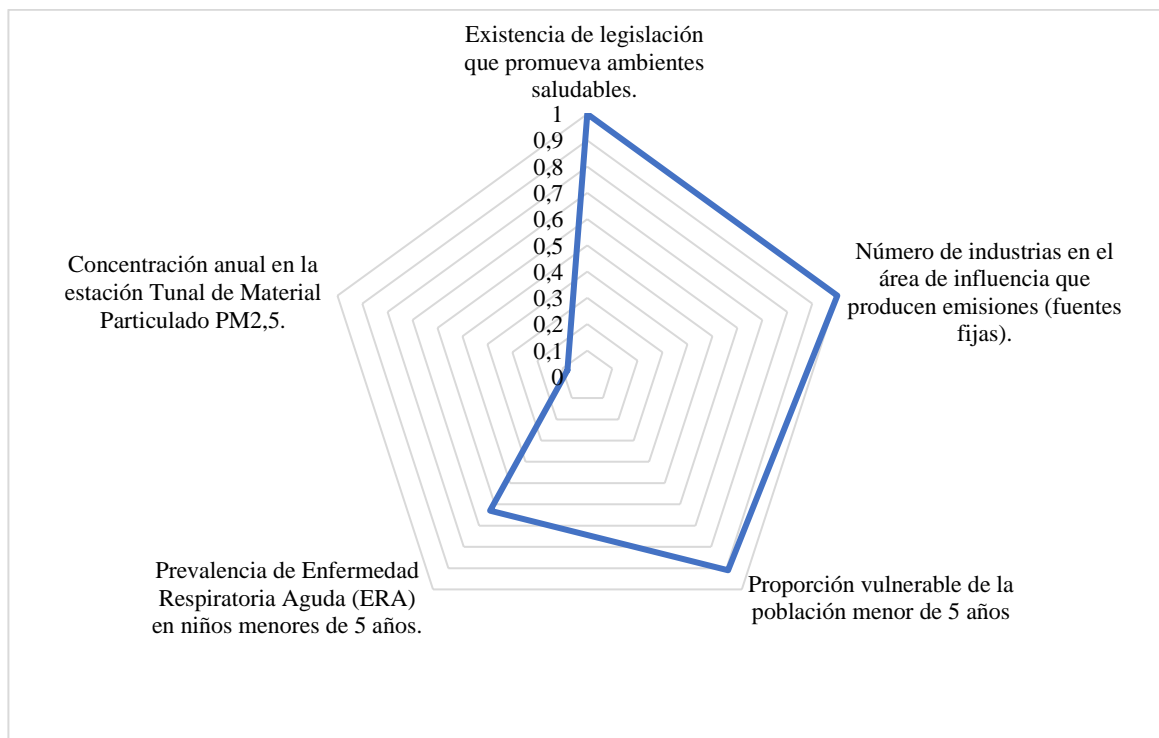 Existencia de legislación
que promueva ambientes
saludables.
1
0,9
0,8
0,7
0,6
0,5
0,4
0,3
0,2
0,1
0
Número de industrias en el
área de influencia que
producen emisiones (fuentes
fijas).
Proporción vulnerable de la
población menor de 5 años
Prevalencia de Enfermedad
Respiratoria Aguda (ERA)
en niños menores de 5 años.
Concentración anual en la
estación Tunal de Material
Particulado PM2,5.